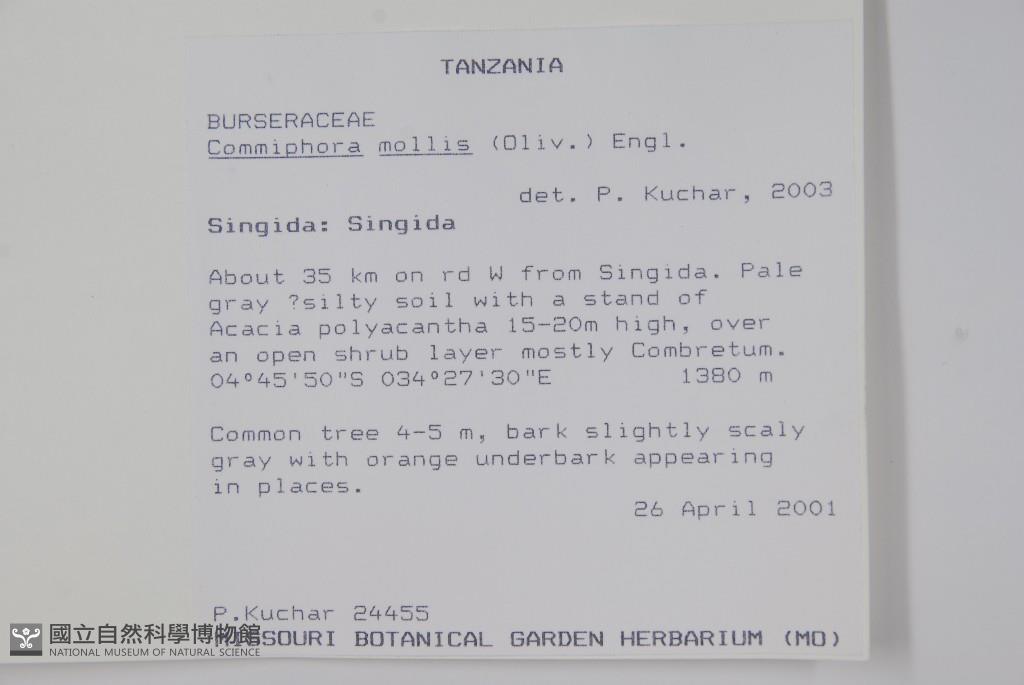 TANZANIA
BURSERACEAE
Commiphora mollis (Oliv.) Engl.
det. P. Kuchar, 2003
Singida: Singida
About 35 km on rd W from Singida. Pale
gray ?silty soil with a stand of
Acacia polyacantha 15-20m high, over
an open shrub layer mostly Combretum.
04°45'50"S 034°27'30"E 1380 m
Common tree 4-5 m, bark slightly scaly
gray with orange underbark appearing
in places.
26 April 2001
P.Kuchar 24455
MISSOURI BOTANICAL GARDEN HERBARIUM (MO)
國立自然科學博物館
NATIONAL MUSEUM OF NATURAL SCIENCE